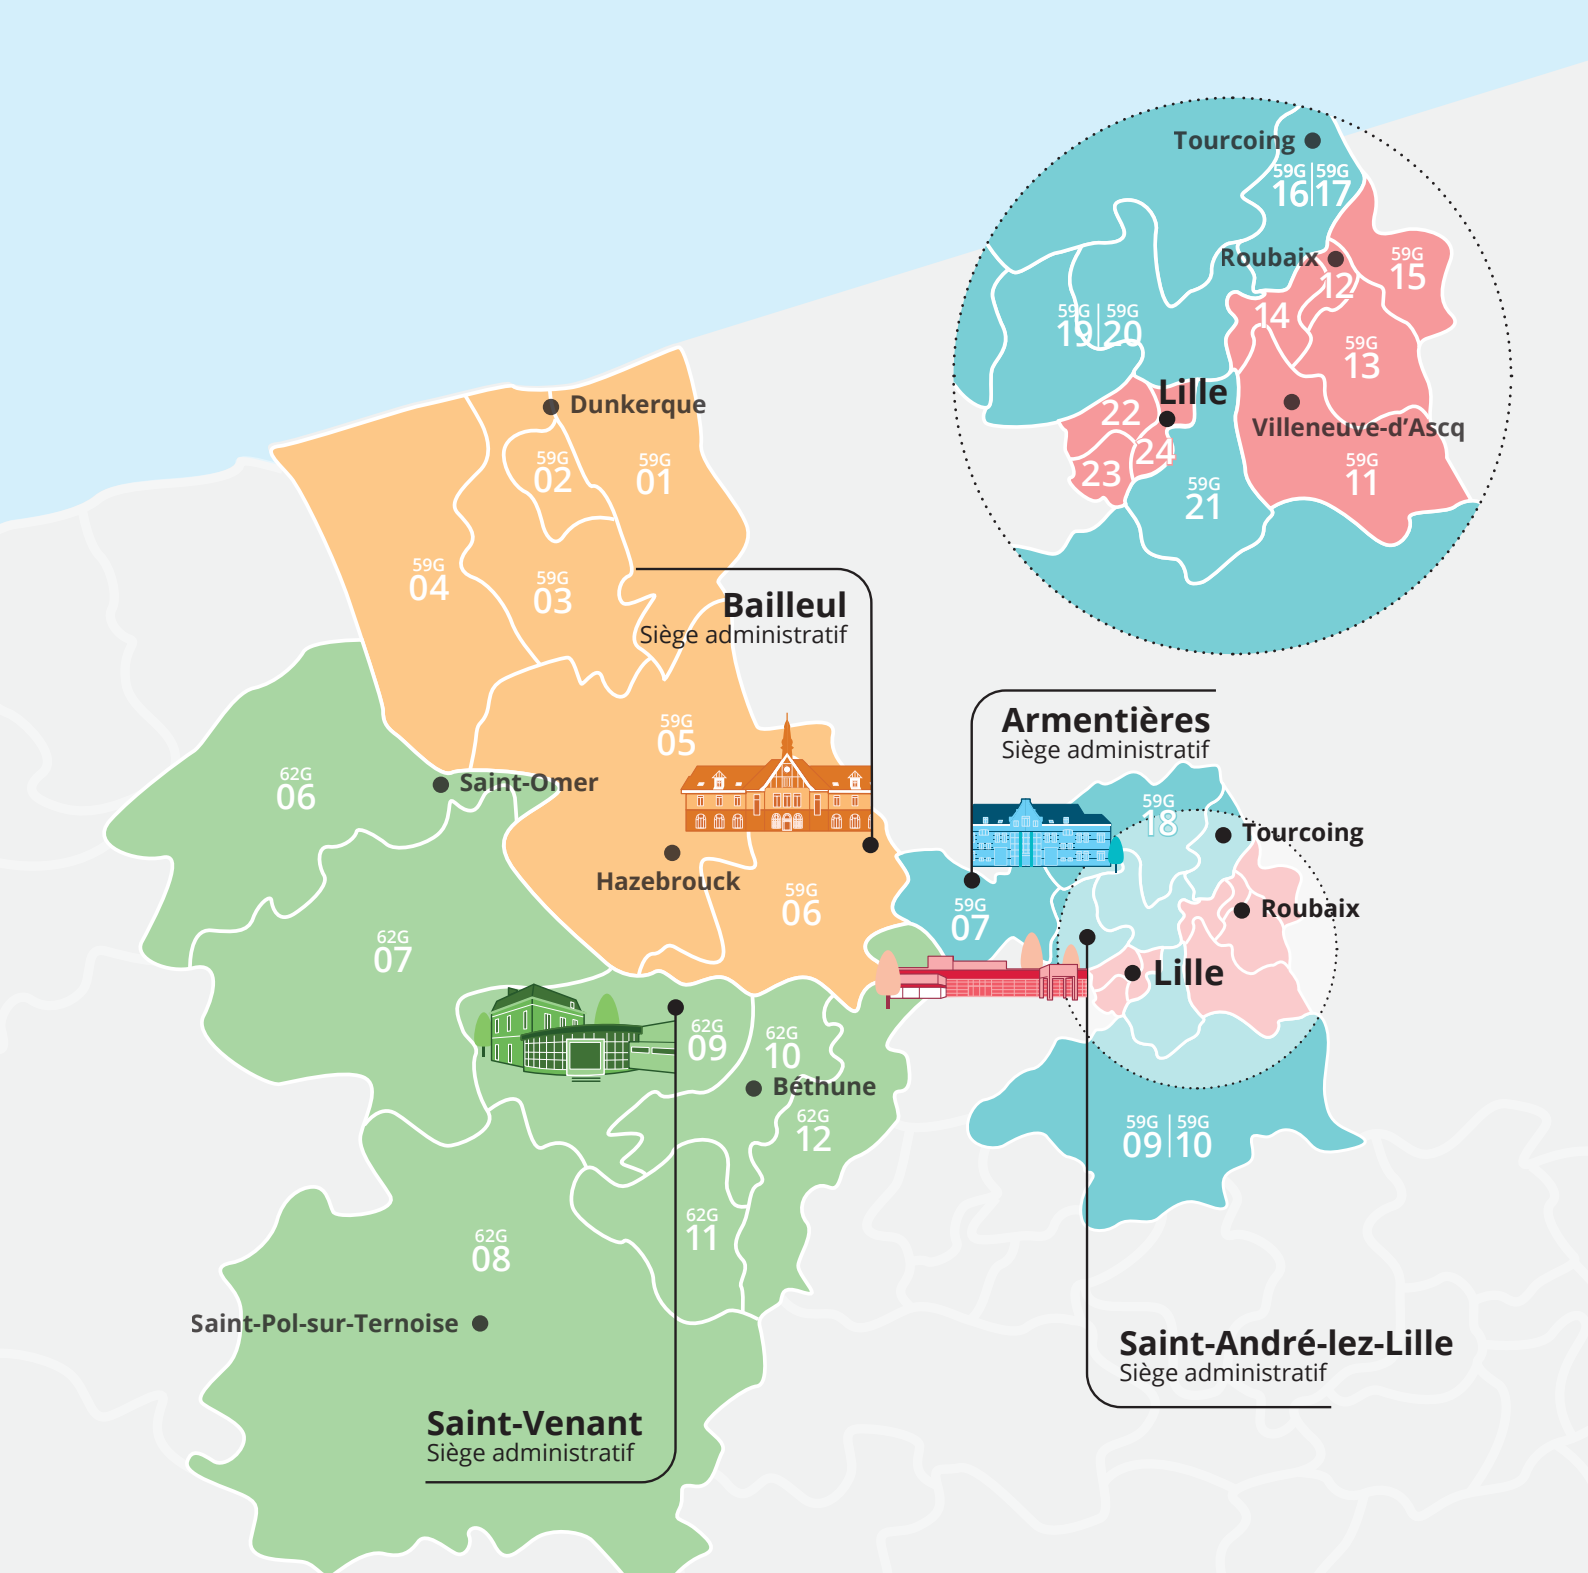 Tourcoing
59G 59G
16 17
Roubaix
59G
15
12
14
59G 59G
19 20
59G
13
Lille
22
Villeneuve-d’Ascq
24
23
59G
21
59G
11
Dunkerque
59G
02
59G
01
59G
04
59G
03
Bailleul
Siège administratif
59G
05
Armentières
Siège administratif
62G
06
Saint-Omer
59G
18
Tourcoing
Hazebrouck
59G
06
59G
07
Roubaix
62G
07
Lille
62G
09
62G
10
Béthune
62G
12
59G 59G
09 10
62G
11
62G
08
Saint-Pol-sur-Ternoise
Saint-André-lez-Lille
Siège administratif
Saint-Venant
Siège administratif